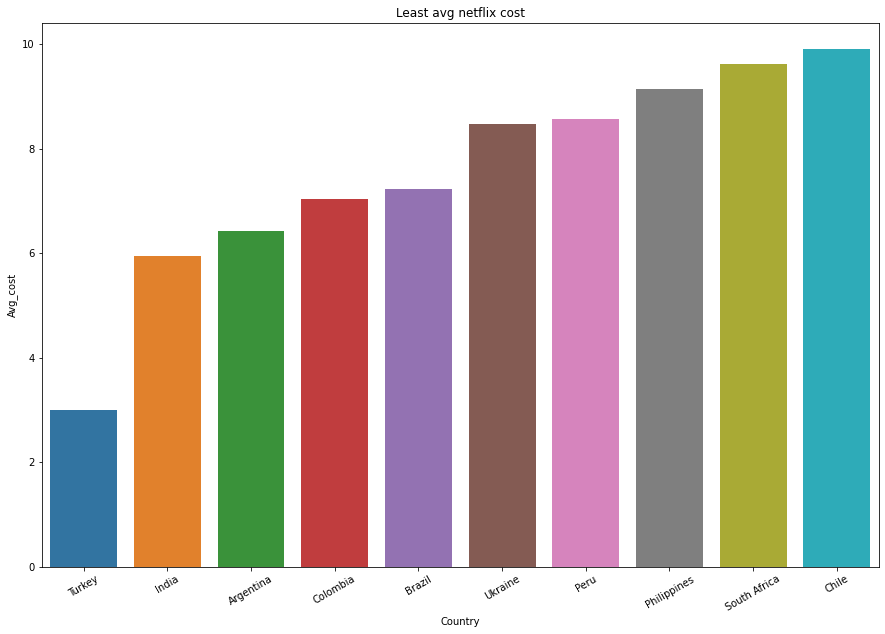 Least avg netflix cost
Avg_cost
10
8
6
4
2
0
Turkey
India
Argentina
Colombia
Brazil
Ukraine
Peru
Philippines
South Africa
Chile
Country